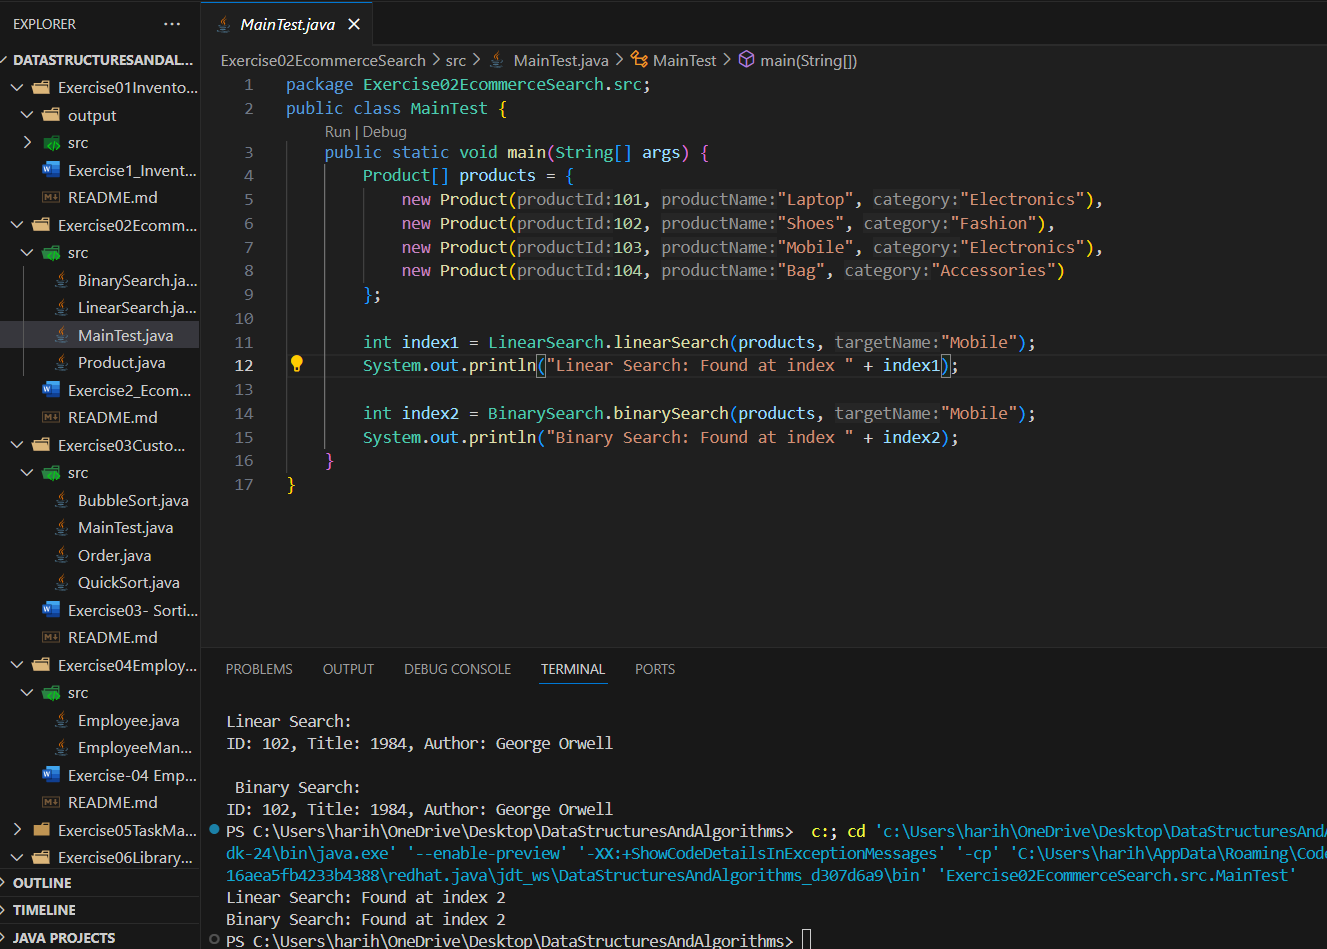 EXPLORER
DATASTRUCTURESANDAL...
Exercise01Invento...
output
src
Exercise1_Invent...
README.md
Exercise02Ecomm...
src
BinarySearch.ja...
LinearSearch.ja...
MainTest.java
Product.java
Exercise2_Ecom...
README.md
Exercise03Custo...
src
BubbleSort.java
MainTest.java
Order.java
QuickSort.java
Exercise03- Sorti...
README.md
Exercise04Employ...
src
Employee.java
EmployeeMan...
Exercise-04 Emp...
README.md
Exercise05TaskMa...
Exercise06Library...
OUTLINE
TIMELINE
JAVA PROJECTS
MainTest.java
Exercise02EcommerceSearch > src > MainTest.java > MainTest > main(String[])
1 package Exercise02EcommerceSearch.src;
2 public class MainTest {
Run | Debug
3 public static void main(String[] args) {
4 Product[] products = {
5 new Product(productId:101, productName:"Laptop", category:"Electronics"),
6 new Product(productId:102, productName:"Shoes", category:"Fashion"),
7 new Product(productId:103, productName:"Mobile", category:"Electronics"),
8 new Product(productId:104, productName:"Bag", category:"Accessories")
9 };
10
11 int index1 = LinearSearch.linearSearch(products, targetName:"Mobile");
12 System.out.println("Linear Search: Found at index " + index1);
13
14 int index2 = BinarySearch.binarySearch(products, targetName:"Mobile");
15 System.out.println("Binary Search: Found at index " + index2);
16 }
17 }
PROBLEMS OUTPUT DEBUG CONSOLE TERMINAL PORTS
Linear Search:
ID: 102, Title: 1984, Author: George Orwell
Binary Search:
ID: 102, Title: 1984, Author: George Orwell
PS C:\Users\harih\OneDrive\Desktop\DataStructuresAndAlgorithms> c:; cd 'c:\Users\harih\OneDrive\Desktop\DataStructuresAnd
dk-24\bin\java.exe' '--enable-preview' '-XX:+ShowCodeDetailsInExceptionMessages' '-cp' 'C:\Users\harih\AppData\Roaming\Code
16aea5fb4233b4388\redhat.java\jdt_ws\DataStructuresAndAlgorithms_d307d6a9\bin' 'Exercise02EcommerceSearch.src.MainTest'
Linear Search: Found at index 2
Binary Search: Found at index 2
PS C:\Users\harih\OneDrive\Desktop\DataStructuresAndAlgorithms>